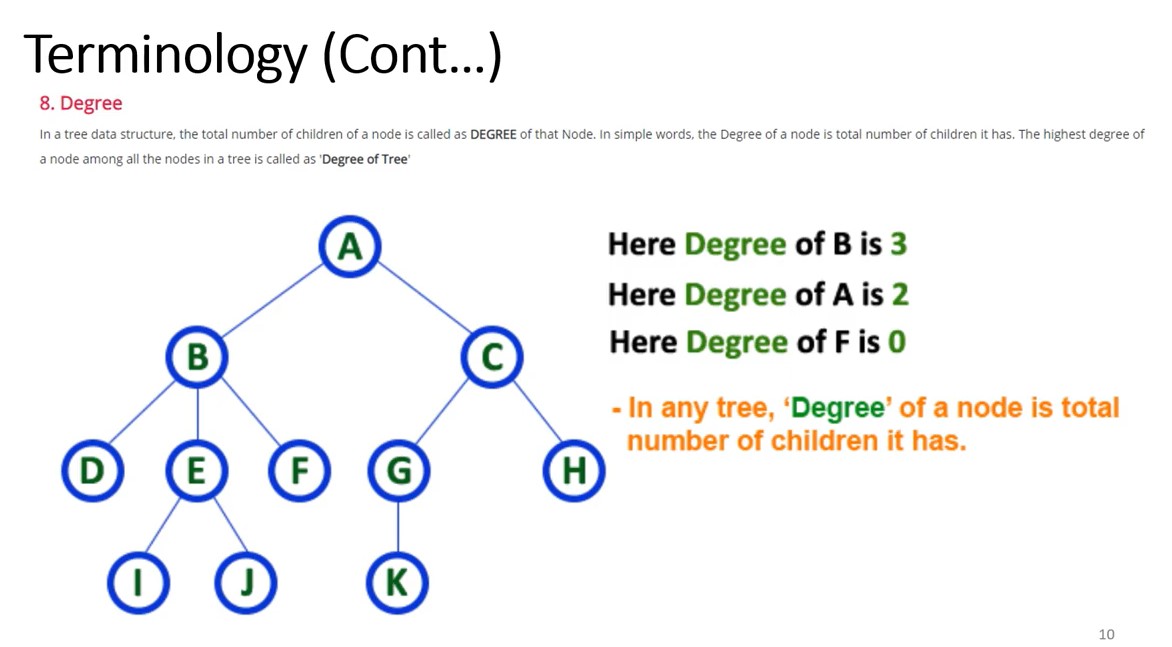 Terminology (Cont…)
8. Degree
In a tree data structure, the total number of children of a node is called as DEGREE of that Node. In simple words, the Degree of a node is total number of children it has. The highest degree of
a node among all the nodes in a tree is called as 'Degree of Tree'
A
Here Degree of B is 3
Here Degree of A is 2
B
C
Here Degree of F is 0
- In any tree, ‘Degree’ of a node is total
number of children it has.
D
E
F
G
H
I
J
K
10